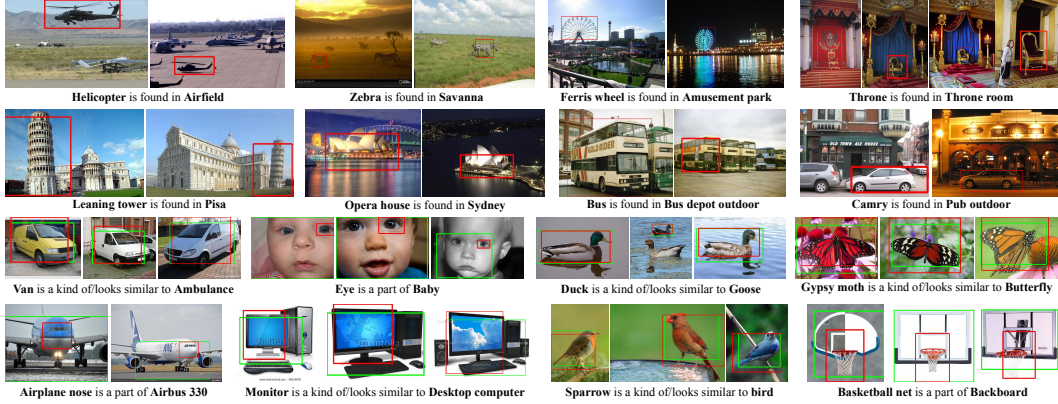 Helicopter is found in Airfield
Zebra is found in Savanna
Ferris wheel is found in Amusement park
Throne is found in Throne room
OLD TOWN ALE HOUSE
Leaning tower is found in Pisa
Opera house is found in Sydney
Bus is found in Bus depot outdoor
Camry is found in Pub outdoor
Van is a kind of/looks similar to Ambulance
Eye is a part of Baby
Duck is a kind of/looks similar to Goose
Gypsy moth is a kind of/looks similar to Butterfly
Airplane nose is a part of Airbus 330
Monitor is a kind of/looks similar to Desktop computer
Sparrow is a kind of/looks similar to bird
Basketball net is a part of Backboard